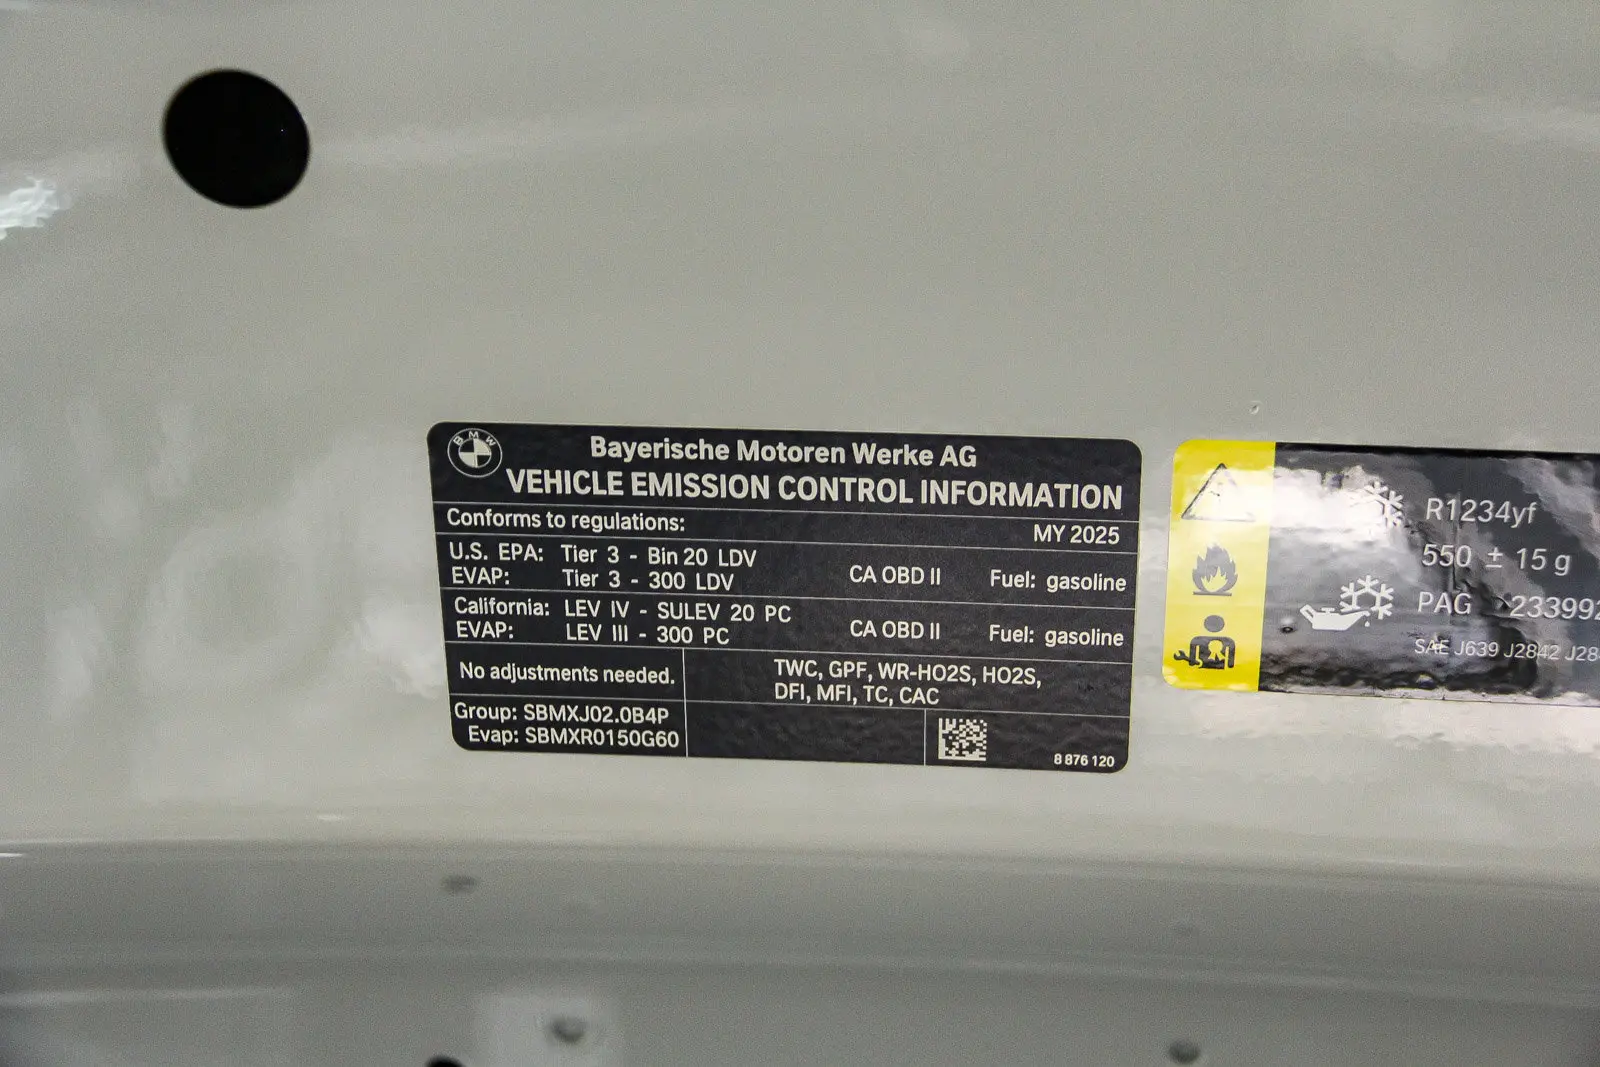 BMW
Bayerische Motoren Werke AG
VEHICLE EMISSION CONTROL INFORMATION
Conforms to regulations: MY 2025
U.S. EPA: Tier 3 - Bin 20 LDV
EVAP: Tier 3 - 300 LDV CA OBD II Fuel: gasoline
California: LEV IV - SULEV 20 PC
EVAP: LEV III - 300 PC CA OBD II Fuel: gasoline
No adjustments needed.
TWC, GPF, WR-HO2S, HO2S,
DFI, MFI, TC, CAC
Group: SBMXJ02.0B4P
Evap: SBMXR0150G60
8 876 120
R1234yf
550 ± 15 g
PAG 233992
SAE J639 J2842